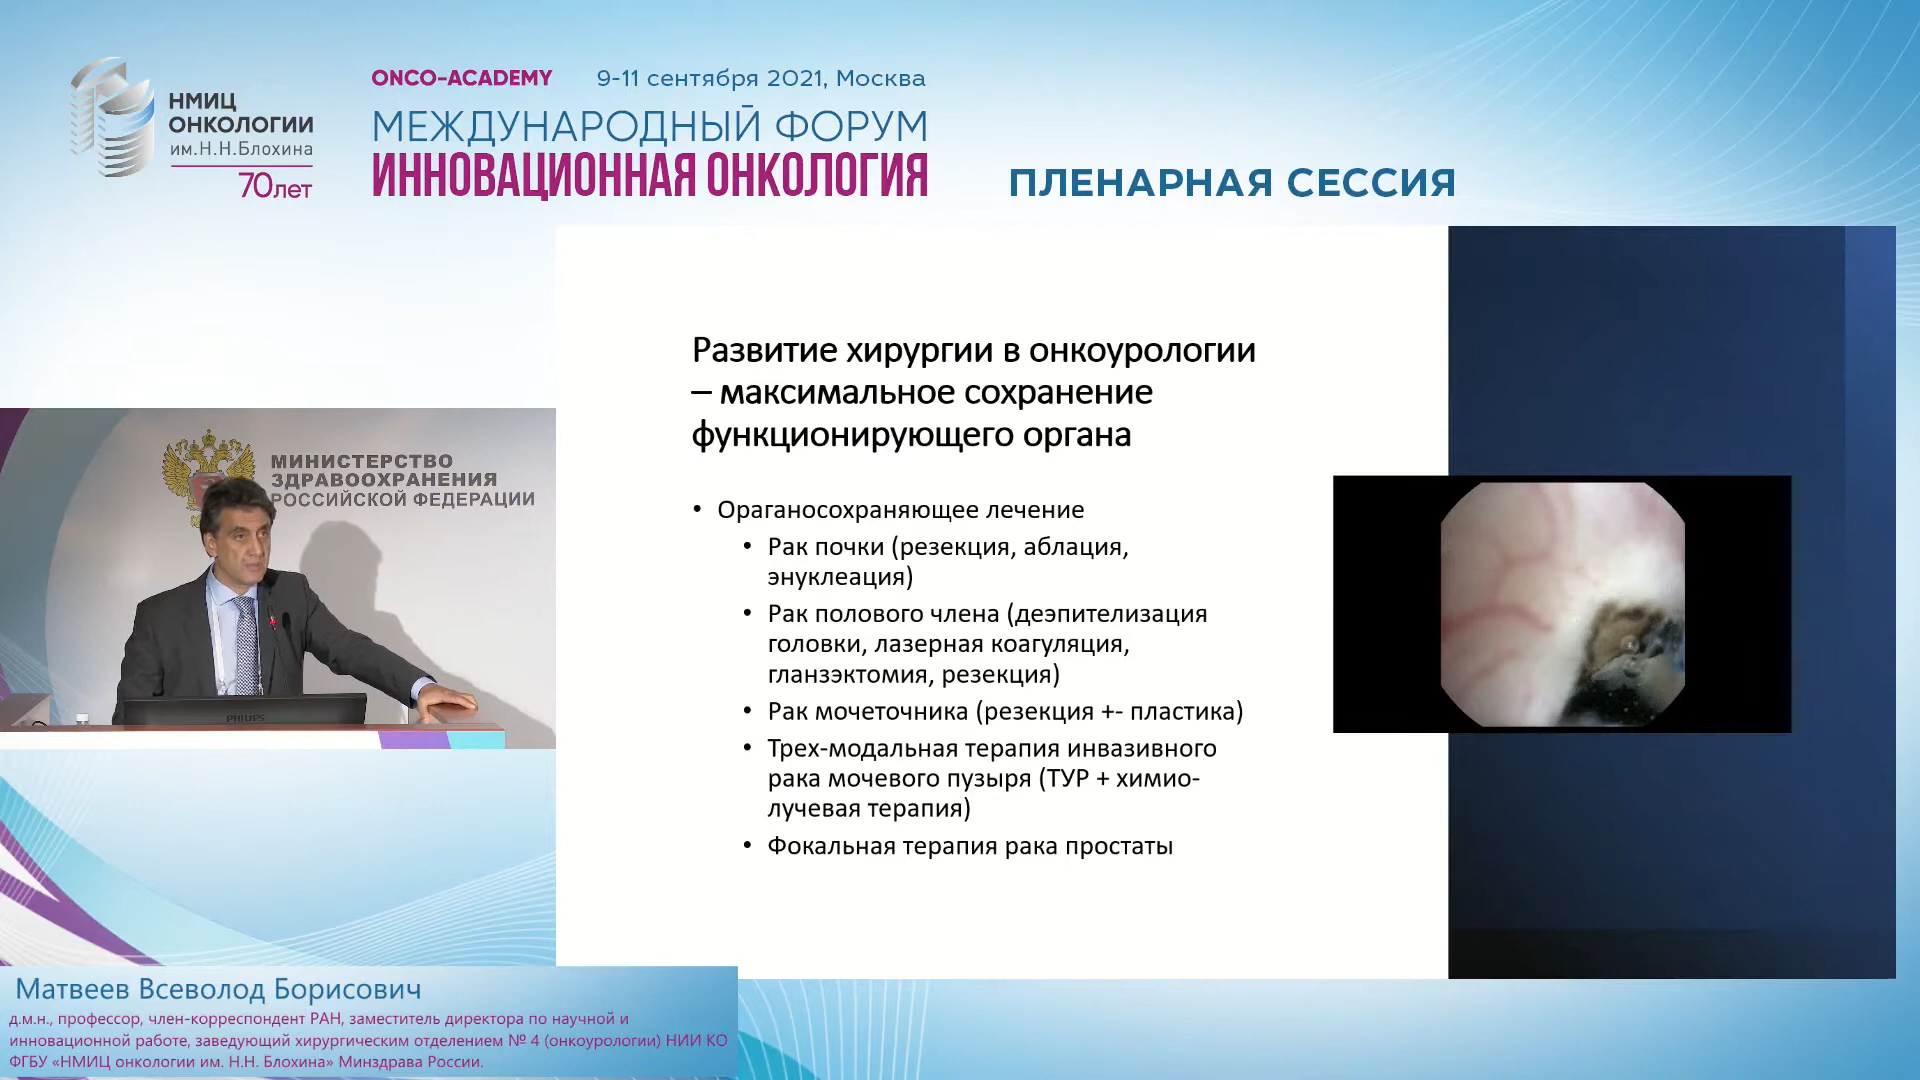 НМИЦ
ОНКОЛОГИИ
им.Н.Н.Блохина
70лет
ONCO-ACADEMY 9-11 сентября 2021, Москва
МЕЖДУНАРОДНЫЙ ФОРУМ
ИННОВАЦИОННАЯ ОНКОЛОГИЯ
ПЛЕНАРНАЯ СЕССИЯ
МИНИСТЕРСТВО
ЗДРАВООХРАНЕНИЯ
РОССИЙСКОЙ ФЕДЕРАЦИИ
PHILIPS
Развитие хирургии в онкоурологии
– максимальное сохранение
функционирующего органа
• Ораганосохраняющее лечение
• Рак почки (резекция, аблация,
энуклеация)
• Рак полового члена (деэпителизация
головки, лазерная коагуляция,
гланзэктомия, резекция)
• Рак мочеточника (резекция +- пластика)
• Трех-модальная терапия инвазивного
рака мочевого пузыря (ТУР + химио-
лучевая терапия)
• Фокальная терапия рака простаты
Матвеев Всеволод Борисович
д.м.н., профессор, член-корреспондент РАН, заместитель директора по научной и
инновационной работе, заведующий хирургическим отделением № 4 (онкоурологии) НИИ КО
ФГБУ «НМИЦ онкологии им. Н.Н. Блохина» Минздрава России.